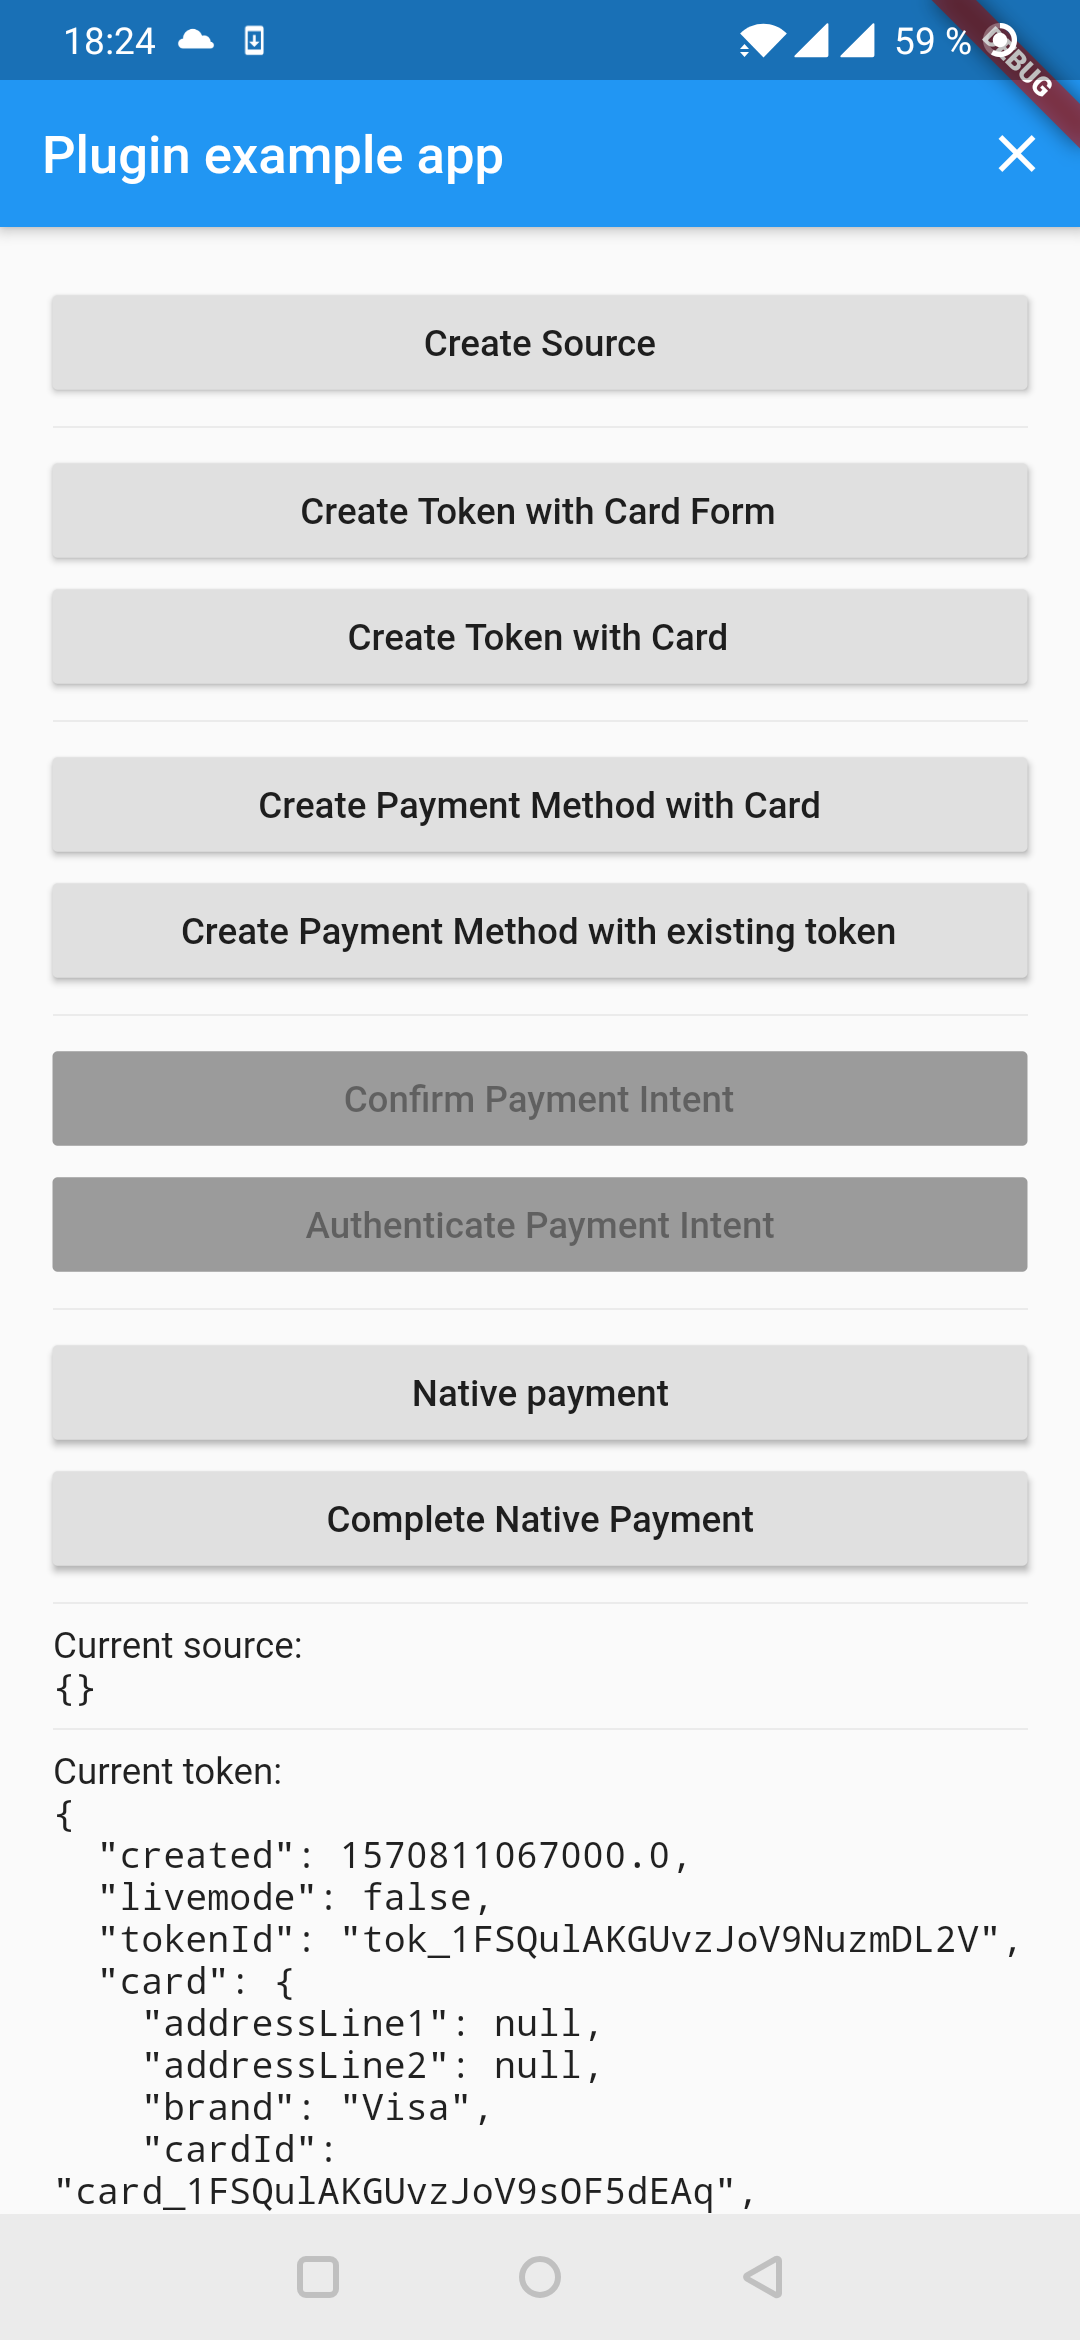 18:24
59 %
DEBUG
Plugin example app
Create Source
Create Token with Card Form
Create Token with Card
Create Payment Method with Card
Create Payment Method with existing token
Confirm Payment Intent
Authenticate Payment Intent
Native payment
Complete Native Payment
Current source:
{}
Current token:
{
  "created": 1570811067000.0,
  "livemode": false,
  "tokenId": "tok_1FSQulAKGUvzJoV9NuzmDL2V",
  "card": {
    "addressLine1": null,
    "addressLine2": null,
    "brand": "Visa",
    "cardId":
"card_1FSQulAKGUvzJoV9sOF5dEAq",